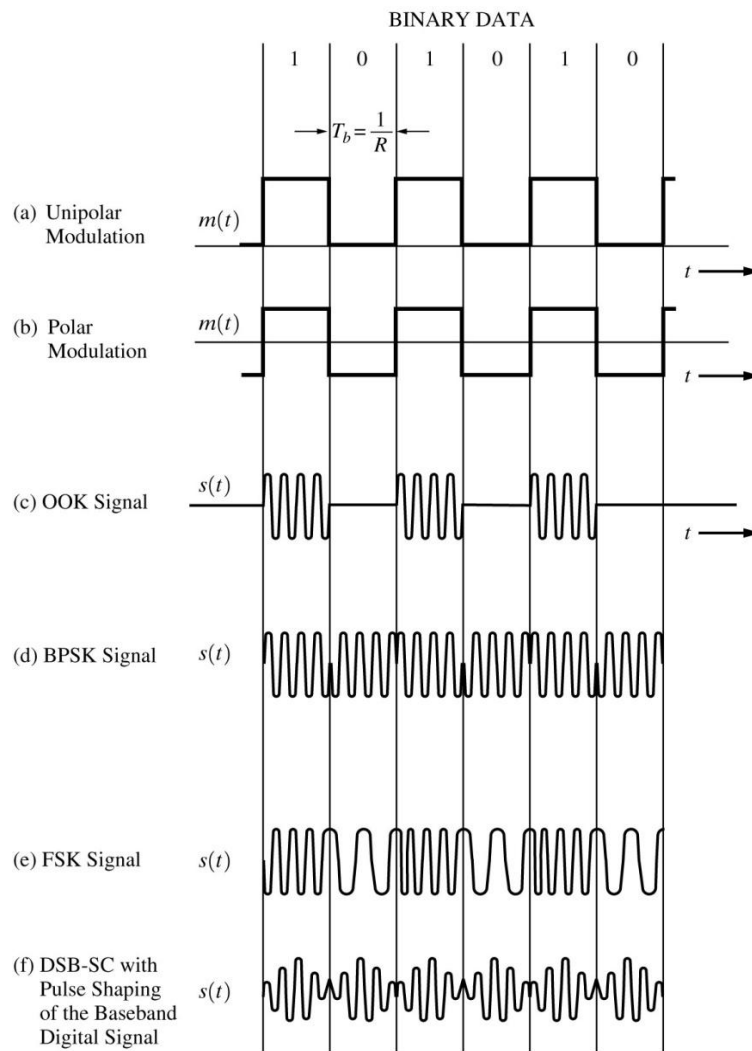 BINARY DATA
1 0 1 0 1 0
T_b = 1/R
(a) Unipolar
Modulation
m(t)
t
(b) Polar
Modulation
m(t)
t
(c) OOK Signal
s(t)
t
(d) BPSK Signal
s(t)
(e) FSK Signal
s(t)
(f) DSB-SC with
Pulse Shaping
of the Baseband
Digital Signal
s(t)